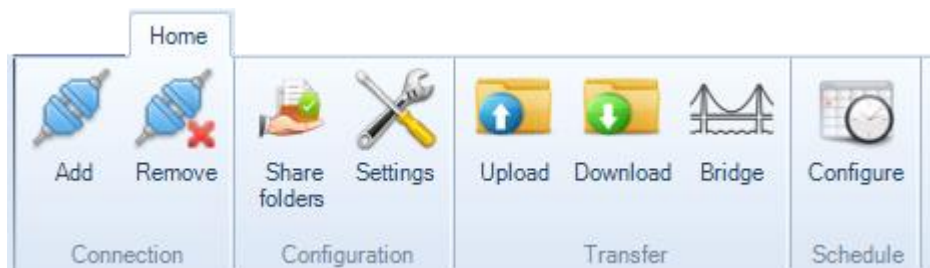 Home
Add
Remove
Share
folders
Settings
Upload
Download
Bridge
Configure
Connection
Configuration
Transfer
Schedule